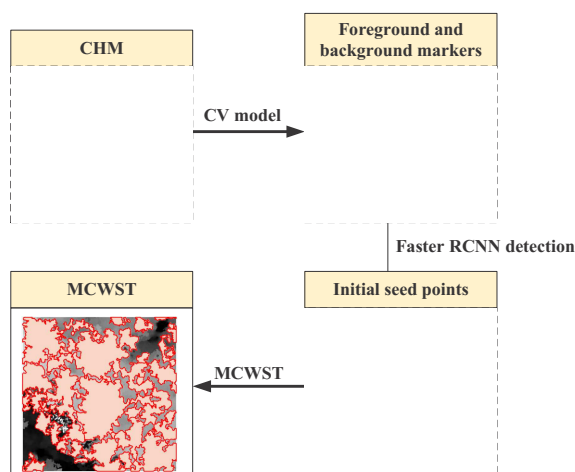 CHM
Foreground and
background markers
CV model
Faster RCNN detection
MCWST
Initial seed points
MCWST